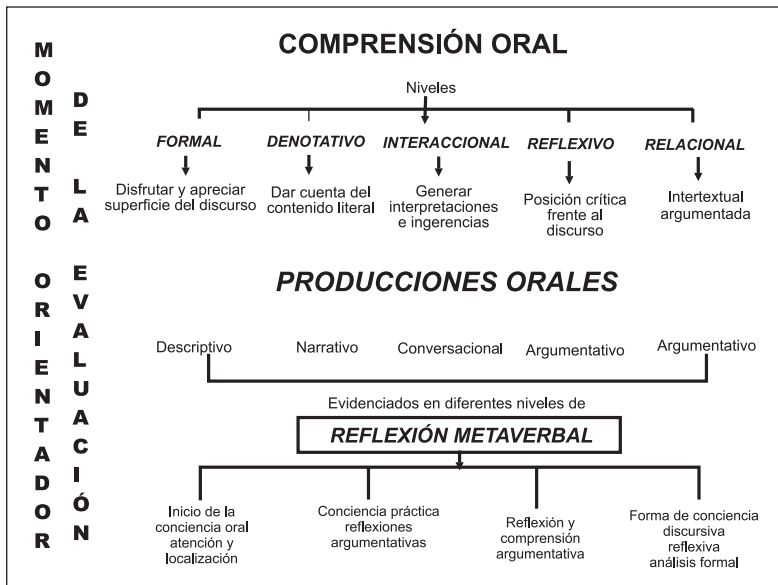 MOMENTO ORIENTADOR
DE LA EVALUACIÓN
COMPRENSIÓN ORAL
Niveles
FORMAL
DENOTATIVO
INTERACCIONAL
REFLEXIVO
RELACIONAL
Disfrutar y apreciar
superficie del discurso
Dar cuenta del
contenido literal
Generar
interpretaciones
e ingerencias
Posición crítica
frente al
discurso
Intertextual
argumentada
PRODUCCIONES ORALES
Descriptivo
Narrativo
Conversacional
Argumentativo
Argumentativo
Evidenciados en diferentes niveles de
REFLEXIÓN METAVERBAL
Inicio de la
conciencia oral
atención y
localización
Conciencia práctica
reflexiones
argumentativas
Reflexión y
comprensión
argumentativa
Forma de conciencia
discursiva
reflexiva
análisis formal